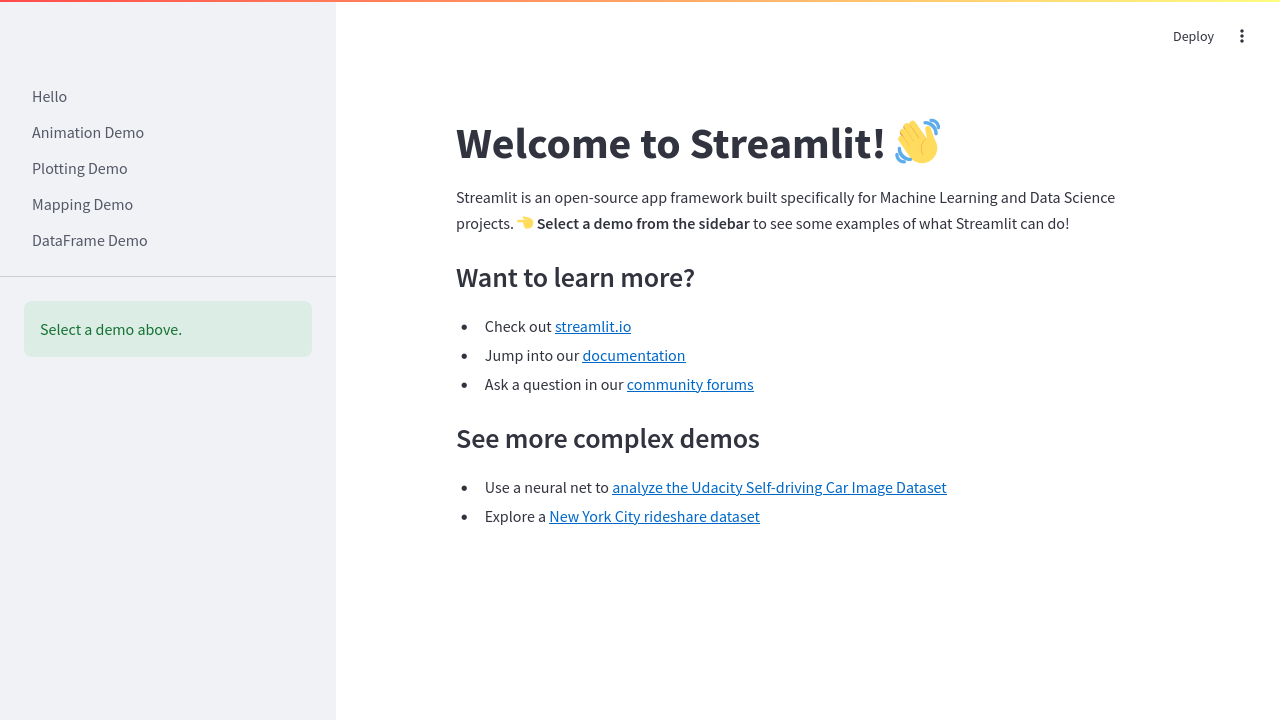 Deploy
Hello
Animation Demo
Plotting Demo
Mapping Demo
DataFrame Demo
Select a demo above.
Welcome to Streamlit! 👋
Streamlit is an open-source app framework built specifically for Machine Learning and Data Science
projects. 👈 Select a demo from the sidebar to see some examples of what Streamlit can do!
Want to learn more?
• Check out streamlit.io
• Jump into our documentation
• Ask a question in our community forums
See more complex demos
• Use a neural net to analyze the Udacity Self-driving Car Image Dataset
• Explore a New York City rideshare dataset